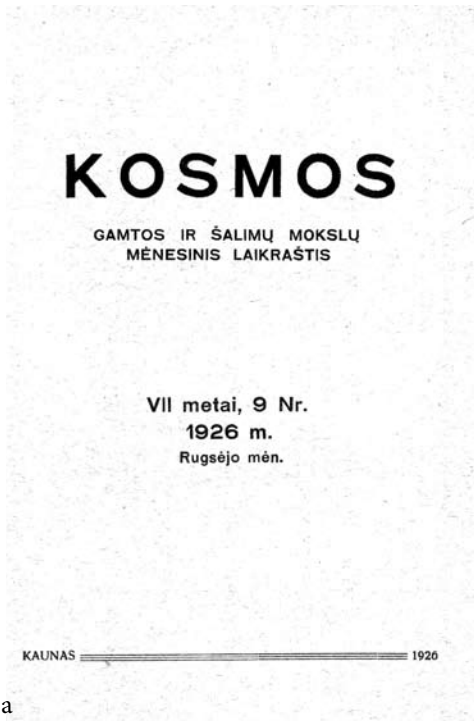 KOSMOS
GAMTOS IR ŠALIMŲ MOKSLŲ
MĖNESINIS LAIKRAŠTIS
VII metai, 9 Nr.
1926 m.
Rugsėjo mėn.
KAUNAS 1926
a